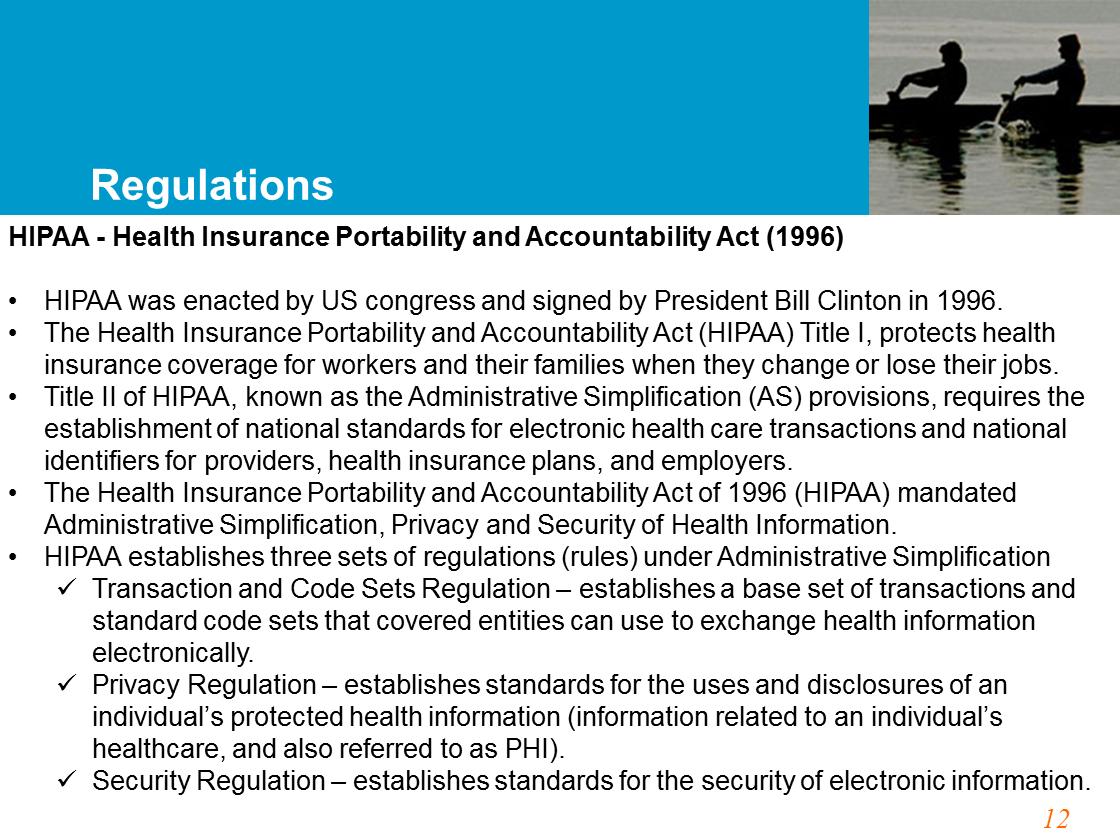 Regulations
HIPAA - Health Insurance Portability and Accountability Act (1996)
• HIPAA was enacted by US congress and signed by President Bill Clinton in 1996.
• The Health Insurance Portability and Accountability Act (HIPAA) Title I, protects health
insurance coverage for workers and their families when they change or lose their jobs.
• Title II of HIPAA, known as the Administrative Simplification (AS) provisions, requires the
establishment of national standards for electronic health care transactions and national
identifiers for providers, health insurance plans, and employers.
• The Health Insurance Portability and Accountability Act of 1996 (HIPAA) mandated
Administrative Simplification, Privacy and Security of Health Information.
• HIPAA establishes three sets of regulations (rules) under Administrative Simplification
✓ Transaction and Code Sets Regulation – establishes a base set of transactions and
standard code sets that covered entities can use to exchange health information
electronically.
✓ Privacy Regulation – establishes standards for the uses and disclosures of an
individual’s protected health information (information related to an individual’s
healthcare, and also referred to as PHI).
✓ Security Regulation – establishes standards for the security of electronic information.
12